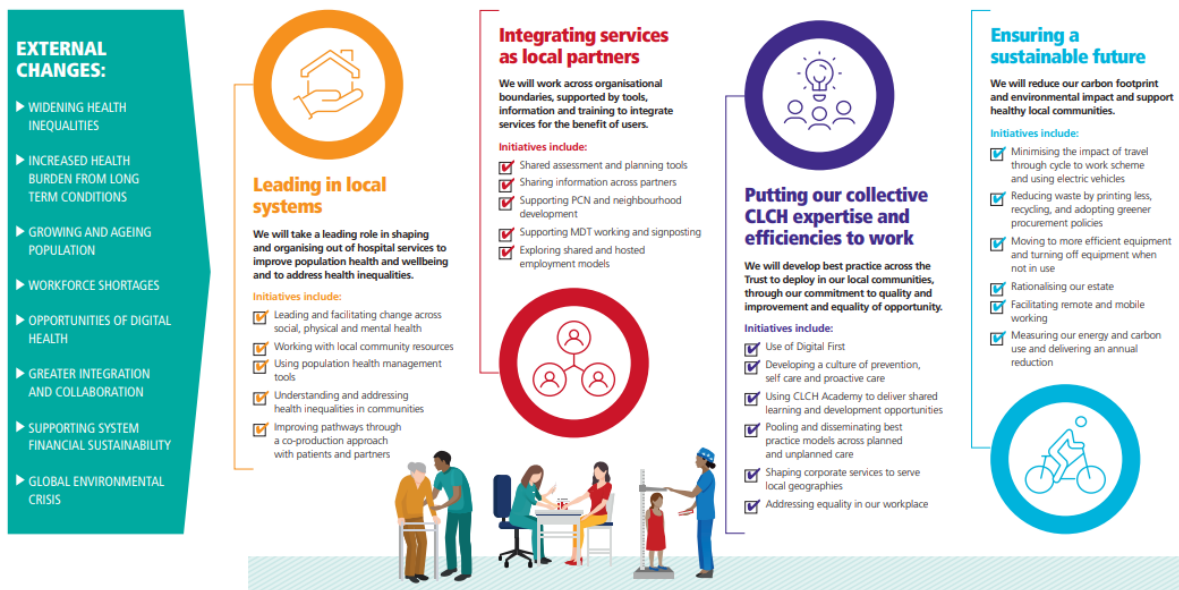 EXTERNAL
CHANGES:
WIDENING HEALTH
INEQUALITIES
INCREASED HEALTH
BURDEN FROM LONG
TERM CONDITIONS
GROWING AND AGEING
POPULATION
WORKFORCE SHORTAGES
OPPORTUNITIES OF DIGITAL
HEALTH
GREATER INTEGRATION
AND COLLABORATION
SUPPORTING SYSTEM
FINANCIAL SUSTAINABILITY
GLOBAL ENVIRONMENTAL
CRISIS
Leading in local
systems
We will take a leading role in shaping
and organising out of hospital services to
improve population health and wellbeing
and to address health inequalities.
Initiatives include:
Leading and facilitating change across
social, physical and mental health
Working with local community resources
Using population health management
tools
Understanding and addressing
health inequalities in communities
Improving pathways through
a co-production approach
with patients and partners
Integrating services
as local partners
We will work across organisational
boundaries, supported by tools,
information and training to integrate
services for the benefit of users.
Initiatives include:
Shared assessment and planning tools
Sharing information across partners
Supporting PCN and neighbourhood
development
Supporting MDT working and signposting
Exploring shared and hosted
employment models
Putting our collective
CLCH expertise and
efficiencies to work
We will develop best practice across the
Trust to deploy in our local communities,
through our commitment to quality and
improvement and equality of opportunity.
Initiatives include:
Use of Digital First
Developing a culture of prevention,
self care and proactive care
Using CLCH Academy to deliver shared
learning and development opportunities
Pooling and disseminating best
practice models across planned
and unplanned care
Shaping corporate services to serve
local geographies
Addressing equality in our workplace
Ensuring a
sustainable future
We will reduce our carbon footprint
and environmental impact and support
healthy local communities.
Initiatives include:
Minimising the impact of travel
through cycle to work scheme
and using electric vehicles
Reducing waste by printing less,
recycling, and adopting greener
procurement policies
Moving to more efficient equipment
and turning off equipment when
not in use
Rationalising our estate
Facilitating remote and mobile
working
Measuring our energy and carbon
use and delivering an annual
reduction